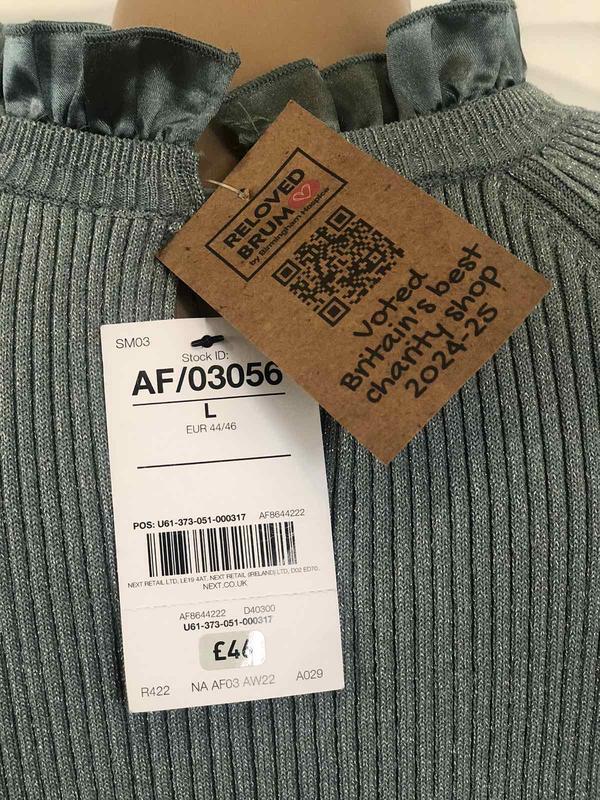 RELOVED
BRUM
by Birmingham Hospice
Voted
Britain's best
charity shop
2024-25
SM03
Stock ID:
AF/03056
L
EUR 44/46
POS: U61-373-051-000317 AF8644222
NEXT RETAIL LTD, LE19 4AT. NEXT RETAIL (IRELAND) LTD, D02 ED70.
NEXT.CO.UK
AF8644222 D40300
U61-373-051-000317
£46
R422 NA AF03 AW22 A029